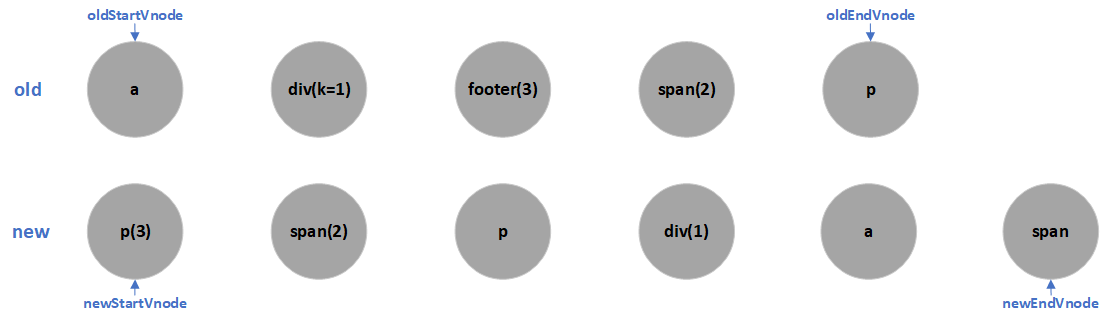 oldStartVnode
oldEndVnode
old
a
div(k=1)
footer(3)
span(2)
p
new
p(3)
span(2)
p
div(1)
a
span
newStartVnode
newEndVnode